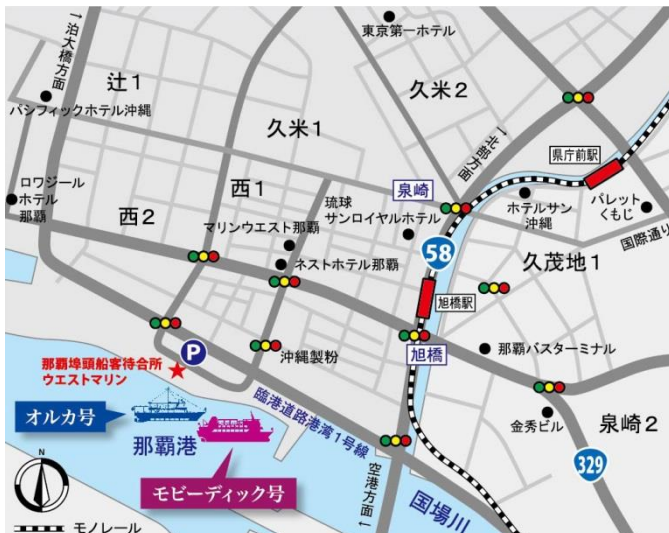 東京第一ホテル
↑泊大橋方面
辻1
パシフィックホテル沖縄
久米2
久米1
↑北部方面
県庁前駅
泉崎
ロワジール
ホテル
那覇
西1
西2
琉球
サンロイヤルホテル
ホテルサン
沖縄
パレット
くもじ
国際通り
マリンウエスト那覇
ネストホテル那覇
58
久茂地1
旭橋駅
旭橋
那覇バスターミナル
P
沖縄製粉
那覇埠頭船客待合所
ウエストマリン
オルカ号
那覇港
モビーディック号
臨港道路港湾1号線
金秀ビル
泉崎2
329
空港方面→
国場川
N
モノレール